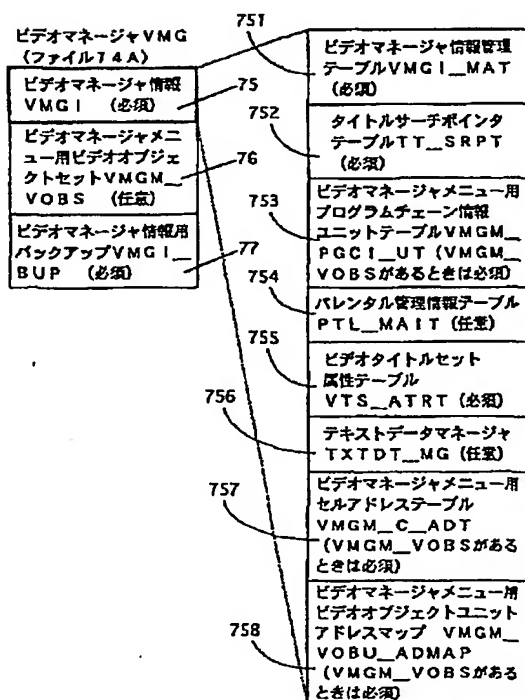 ビデオマネージャVMG
(ファイル74A)
ビデオマネージャ情報
VMGI (必須)
ビデオマネージャメニ
ュー用ビデオオブジェ
クトセットVMGM__
VOBS (任意)
ビデオマネージャ情報用
バックアップVMGI__
BUP (必須)
75
76
77
751
ビデオマネージャ情報管理
テーブルVMGI__MAT
(必須)
752
タイトルサーチポインタ
テーブルTT__SRPT
(必須)
753
ビデオマネージャメニュー用
プログラムチェーン情報
ユニットテーブルVMGM__
PGCI__UT (VMGM__
VOBSがあるときは必須)
754
パレンタル管理情報テーブル
PTL__MAIT (任意)
755
ビデオタイトルセット
属性テーブル
VTS__ATRT (必須)
756
テキストデータマネージャ
TXTDT__MG (任意)
757
ビデオマネージャメニュー用
セルアドレステーブル
VMGM__C__ADT
(VMGM__VOBSがある
ときは必須)
758
ビデオマネージャメニュー用
ビデオオブジェクトユニット
アドレスマップ VMGM__
VOBU__ADMAP
(VMGM__VOBSがある
ときは必須)